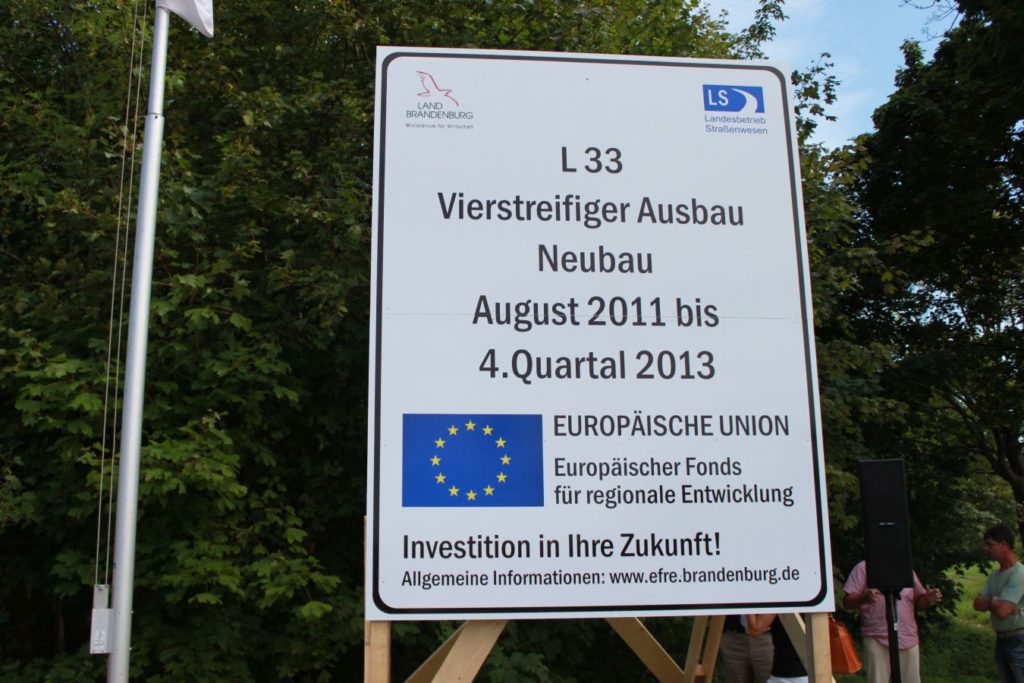 LAND
BRANDENBURG
Ministerium für Wirtschaft
LS
Landesbetrieb
Straßenwesen
L 33
Vierstreifiger Ausbau
Neubau
August 2011 bis
4.Quartal 2013
EUROPÄISCHE UNION
Europäischer Fonds
für regionale Entwicklung
Investition in Ihre Zukunft!
Allgemeine Informationen: www.efre.brandenburg.de